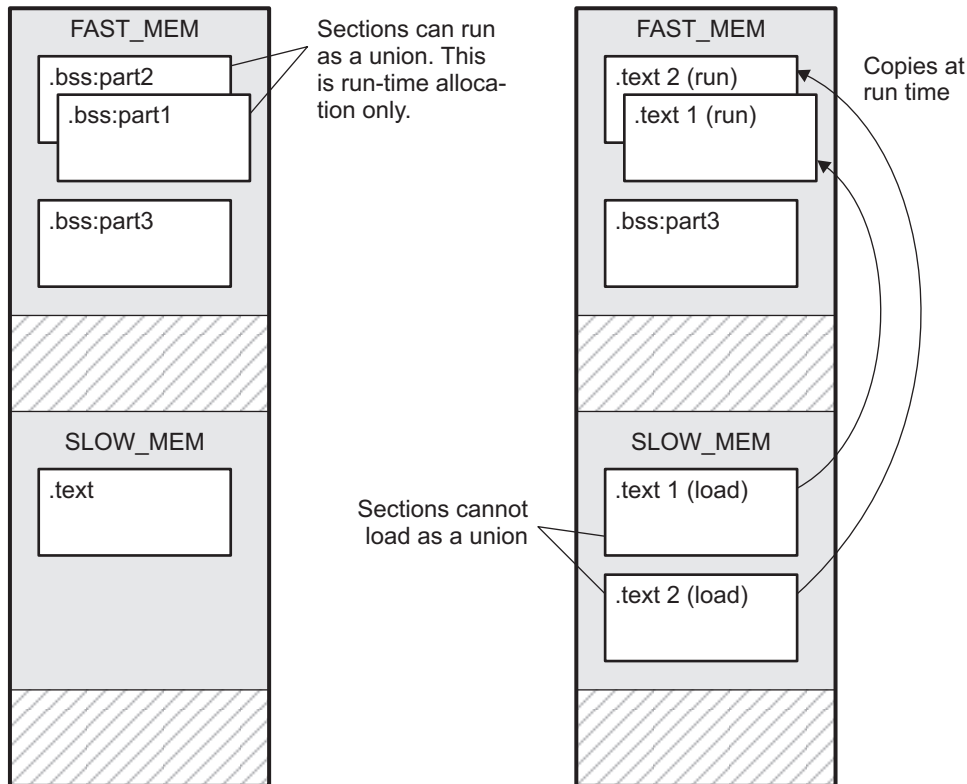 FAST_MEM
.bss:part2
.bss:part1
.bss:part3
Sections can run
as a union. This
is run-time alloca-
tion only.
SLOW_MEM
.text
FAST_MEM
.text 2 (run)
.text 1 (run)
.bss:part3
Copies at
run time
SLOW_MEM
.text 1 (load)
.text 2 (load)
Sections cannot
load as a union